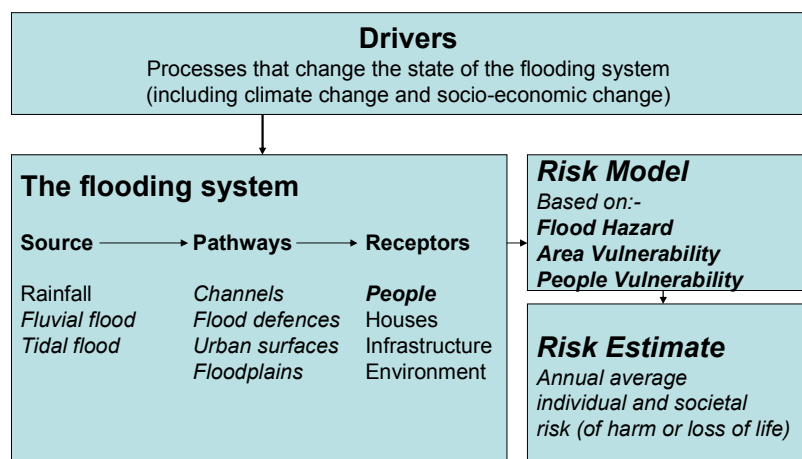 Drivers
Processes that change the state of the flooding system
(including climate change and socio-economic change)
The flooding system
Source Pathways Receptors
Rainfall Channels People
Fluvial flood Flood defences Houses
Tidal flood Urban surfaces Infrastructure
Floodplains Environment
Risk Model
Based on:-
Flood Hazard
Area Vulnerability
People Vulnerability
Risk Estimate
Annual average
individual and societal
risk (of harm or loss of life)